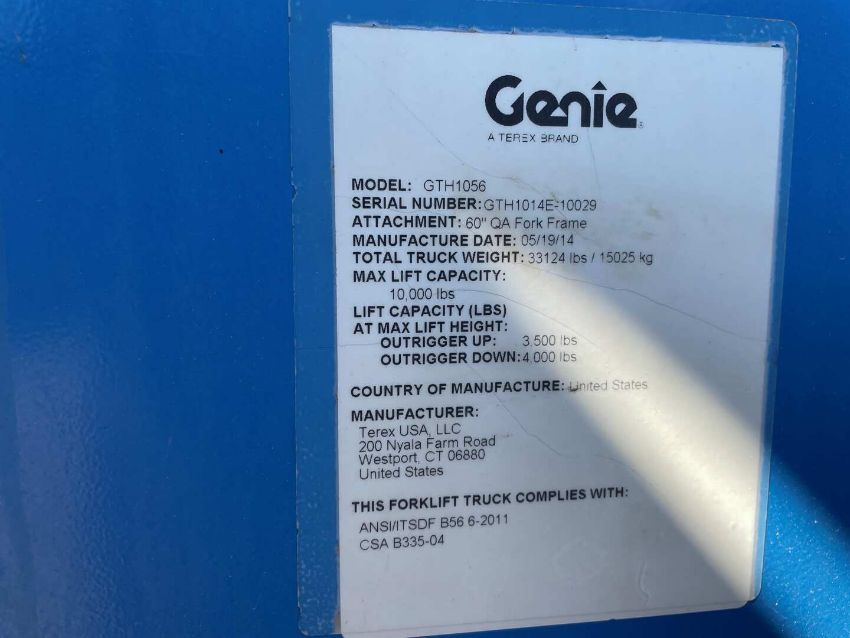 Genie
A TEREX BRAND
MODEL: GTH1056
SERIAL NUMBER: GTH1014E-10029
ATTACHMENT: 60" QA Fork Frame
MANUFACTURE DATE: 05/19/14
TOTAL TRUCK WEIGHT: 33124 lbs / 15025 kg
MAX LIFT CAPACITY:
10,000 lbs
LIFT CAPACITY (LBS)
AT MAX LIFT HEIGHT:
OUTRIGGER UP: 3,500 lbs
OUTRIGGER DOWN: 4,000 lbs
COUNTRY OF MANUFACTURE: United States
MANUFACTURER:
Terex USA, LLC
200 Nyala Farm Road
Westport, CT 06880
United States
THIS FORKLIFT TRUCK COMPLIES WITH:
ANSI/ITSDF B56.6-2011
CSA B335-04